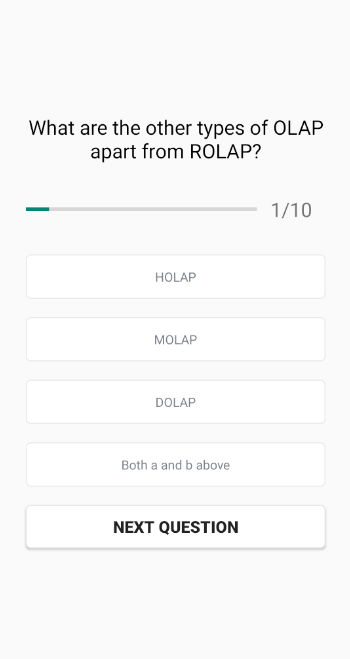 What are the other types of OLAP
apart from ROLAP?
1/10
HOLAP
MOLAP
DOLAP
Both a and b above
NEXT QUESTION